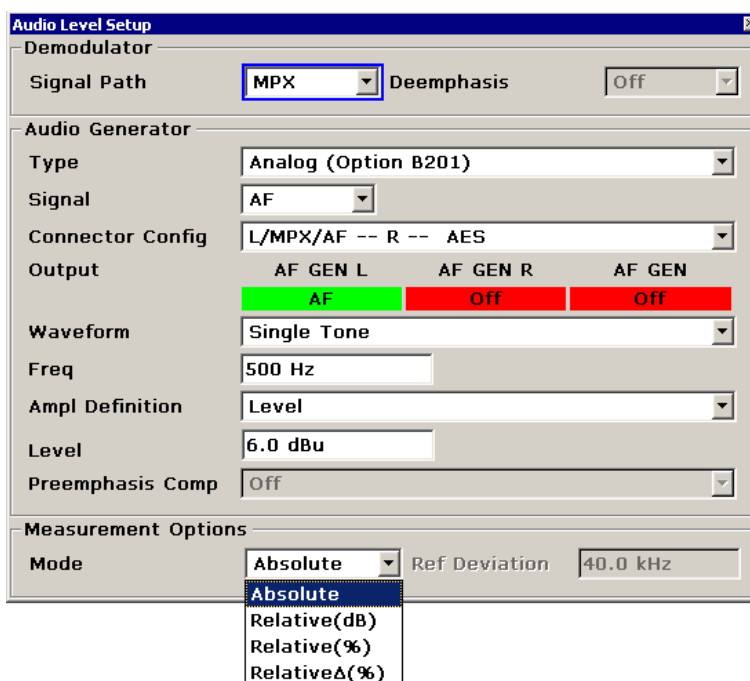 Audio Level Setup
Demodulator
Signal Path MPX Deemphasis Off
Audio Generator
Type Analog (Option B201)
Signal AF
Connector Config L/MPX/AF -- R -- AES
Output AF GEN L AF GEN R AF GEN
AF Off Off
Waveform Single Tone
Freq 500 Hz
Ampl Definition Level
Level 6.0 dBu
Preemphasis Comp Off
Measurement Options
Mode Absolute Ref Deviation 40.0 kHz
Absolute
Relative(dB)
Relative(%)
RelativeΔ(%)